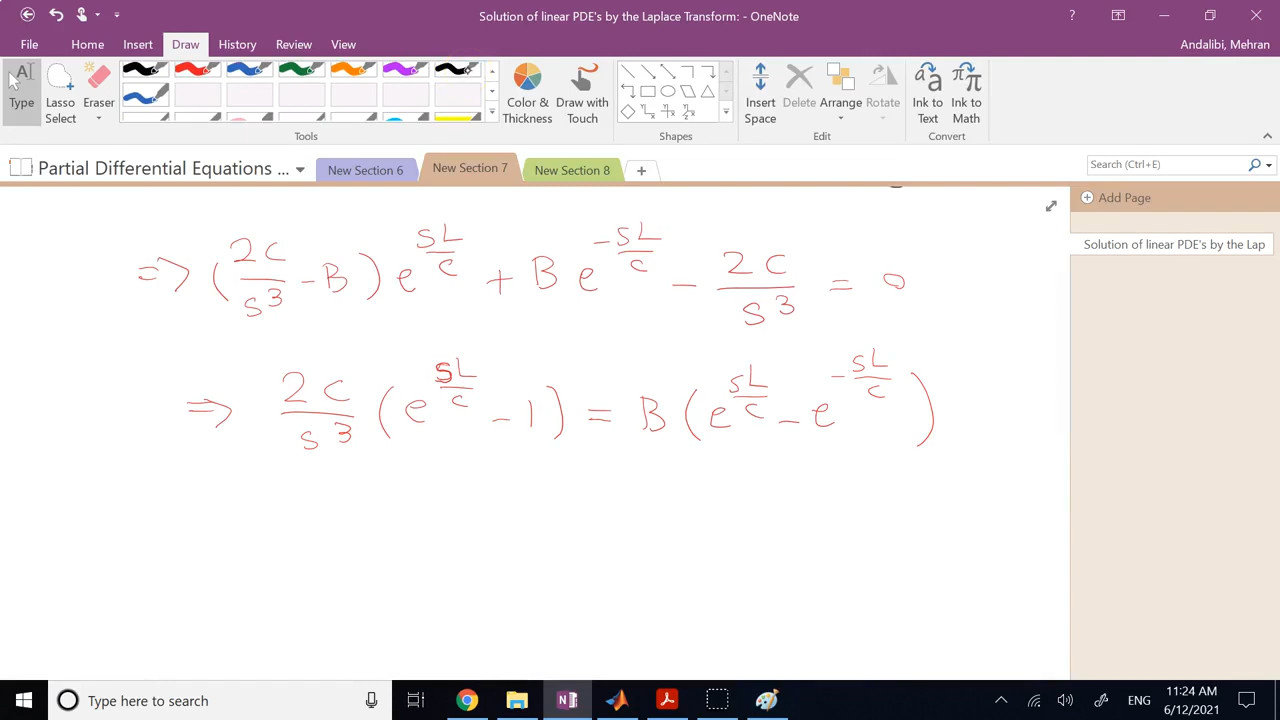 Solution of linear PDE's by the Laplace Transform: - OneNote
?
File Home Insert Draw History Review View
Andalibi, Mehran
Type
Lasso Select
Eraser
Color & Thickness
Draw with Touch
Insert Space
Delete
Arrange
Rotate
Ink to Text
Ink to Math
Tools
Shapes
Edit
Convert
Partial Differential Equations ...
New Section 6
New Section 7
New Section 8
Search (Ctrl+E)
Add Page
Solution of linear PDE's by the Lap
=> (2C/s^3 - B) e^(sL/c) + B e^(-sL/c) - 2C/s^3 = 0
=> 2C/s^3 (e^(sL/c) - 1) = B (e^(sL/c) - e^(-sL/c))
Type here to search
ENG
11:24 AM
6/12/2021